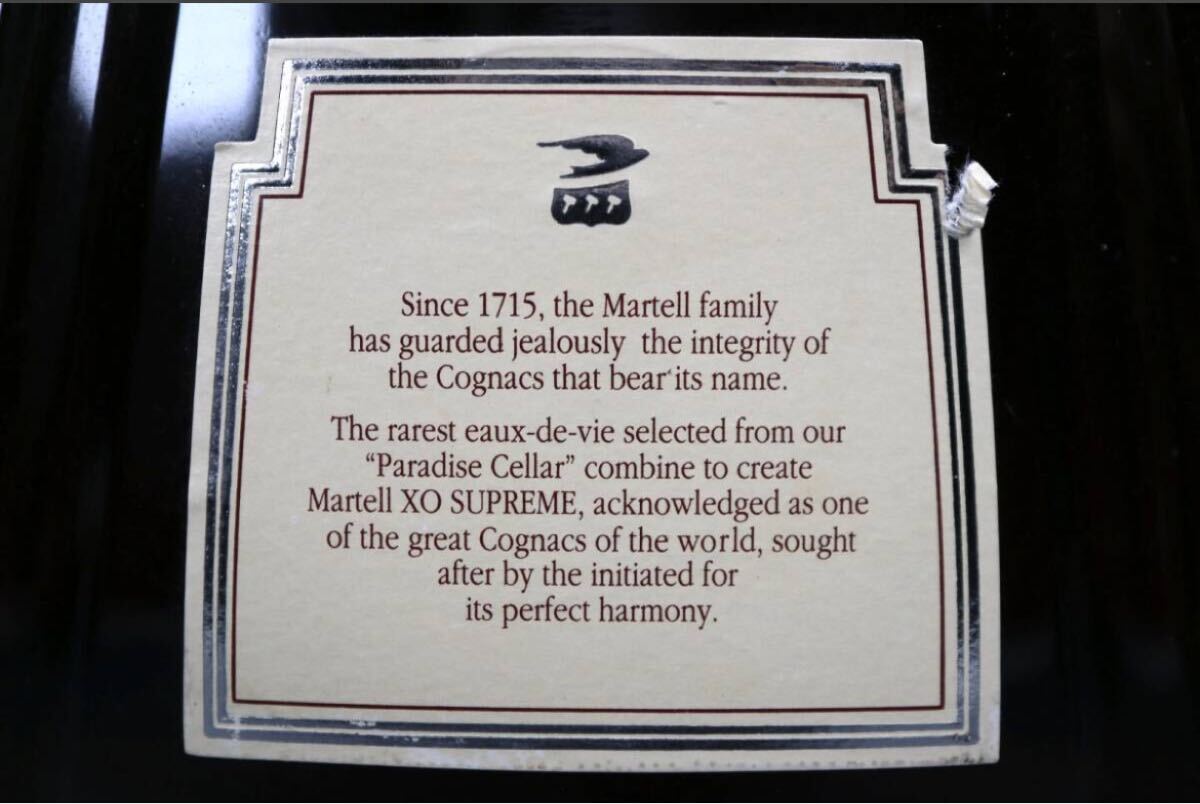 Since 1715, the Martell family
has guarded jealously the integrity of
the Cognacs that bear its name.
The rarest eaux-de-vie selected from our
“Paradise Cellar” combine to create
Martell XO SUPREME, acknowledged as one
of the great Cognacs of the world, sought
after by the initiated for
its perfect harmony.